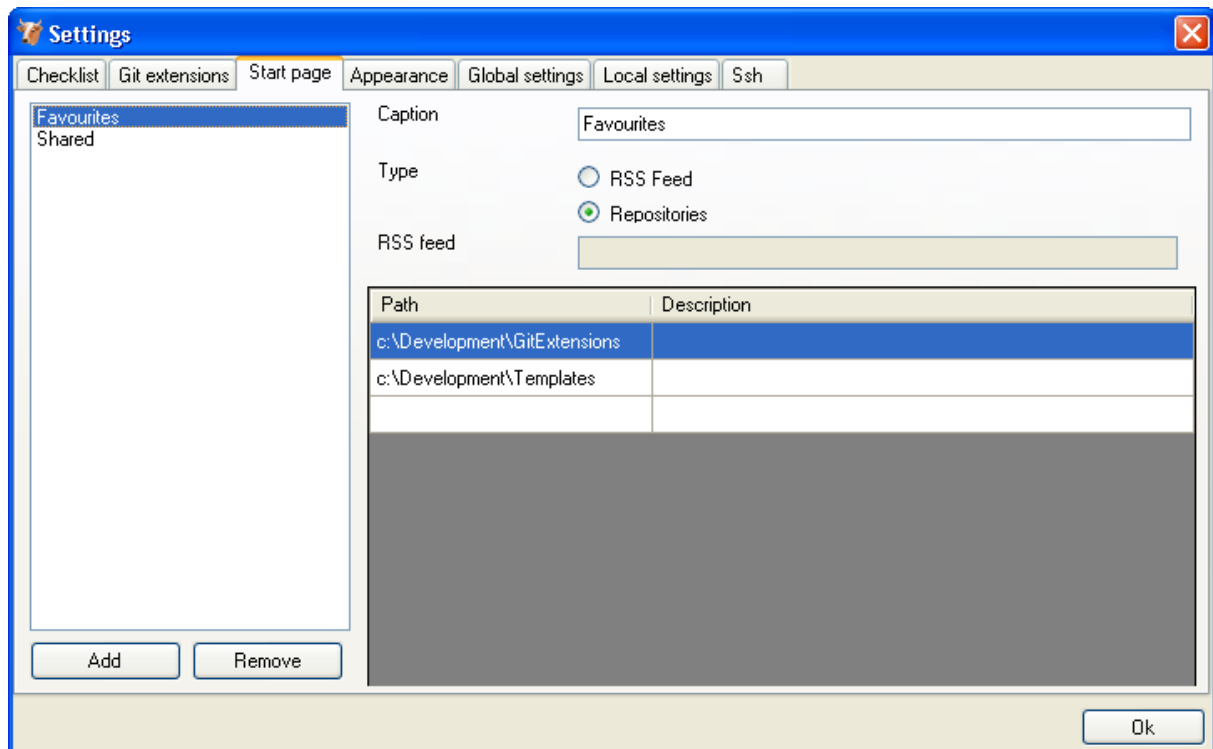 Settings
Checklist Git extensions Start page Appearance Global settings Local settings Ssh
Favourites
Shared
Caption Favourites
Type RSS Feed
Repositories
RSS feed
Path Description
c:\Development\GitExtensions
c:\Development\Templates
Add Remove
Ok